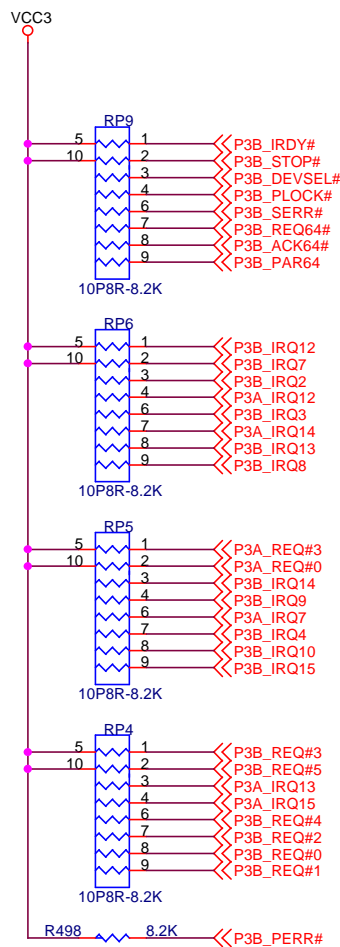 VCC3
RP9
5 1 P3B_IRDY#
10 2 P3B_STOP#
3 P3B_DEVSEL#
4 P3B_PLOCK#
6 P3B_SERR#
7 P3B_REQ64#
8 P3B_ACK64#
9 P3B_PAR64
10P8R-8.2K
RP6
5 1 P3B_IRQ12
10 2 P3B_IRQ7
3 P3B_IRQ2
4 P3A_IRQ12
6 P3B_IRQ3
7 P3A_IRQ14
8 P3B_IRQ13
9 P3B_IRQ8
10P8R-8.2K
RP5
5 1 P3A_REQ#3
10 2 P3A_REQ#0
3 P3B_IRQ14
4 P3B_IRQ9
6 P3A_IRQ7
7 P3B_IRQ4
8 P3B_IRQ10
9 P3B_IRQ15
10P8R-8.2K
RP4
5 1 P3B_REQ#3
10 2 P3B_REQ#5
3 P3A_IRQ13
4 P3A_IRQ15
6 P3B_REQ#4
7 P3B_REQ#2
8 P3B_REQ#0
9 P3B_REQ#1
10P8R-8.2K
R498 8.2K P3B_PERR#